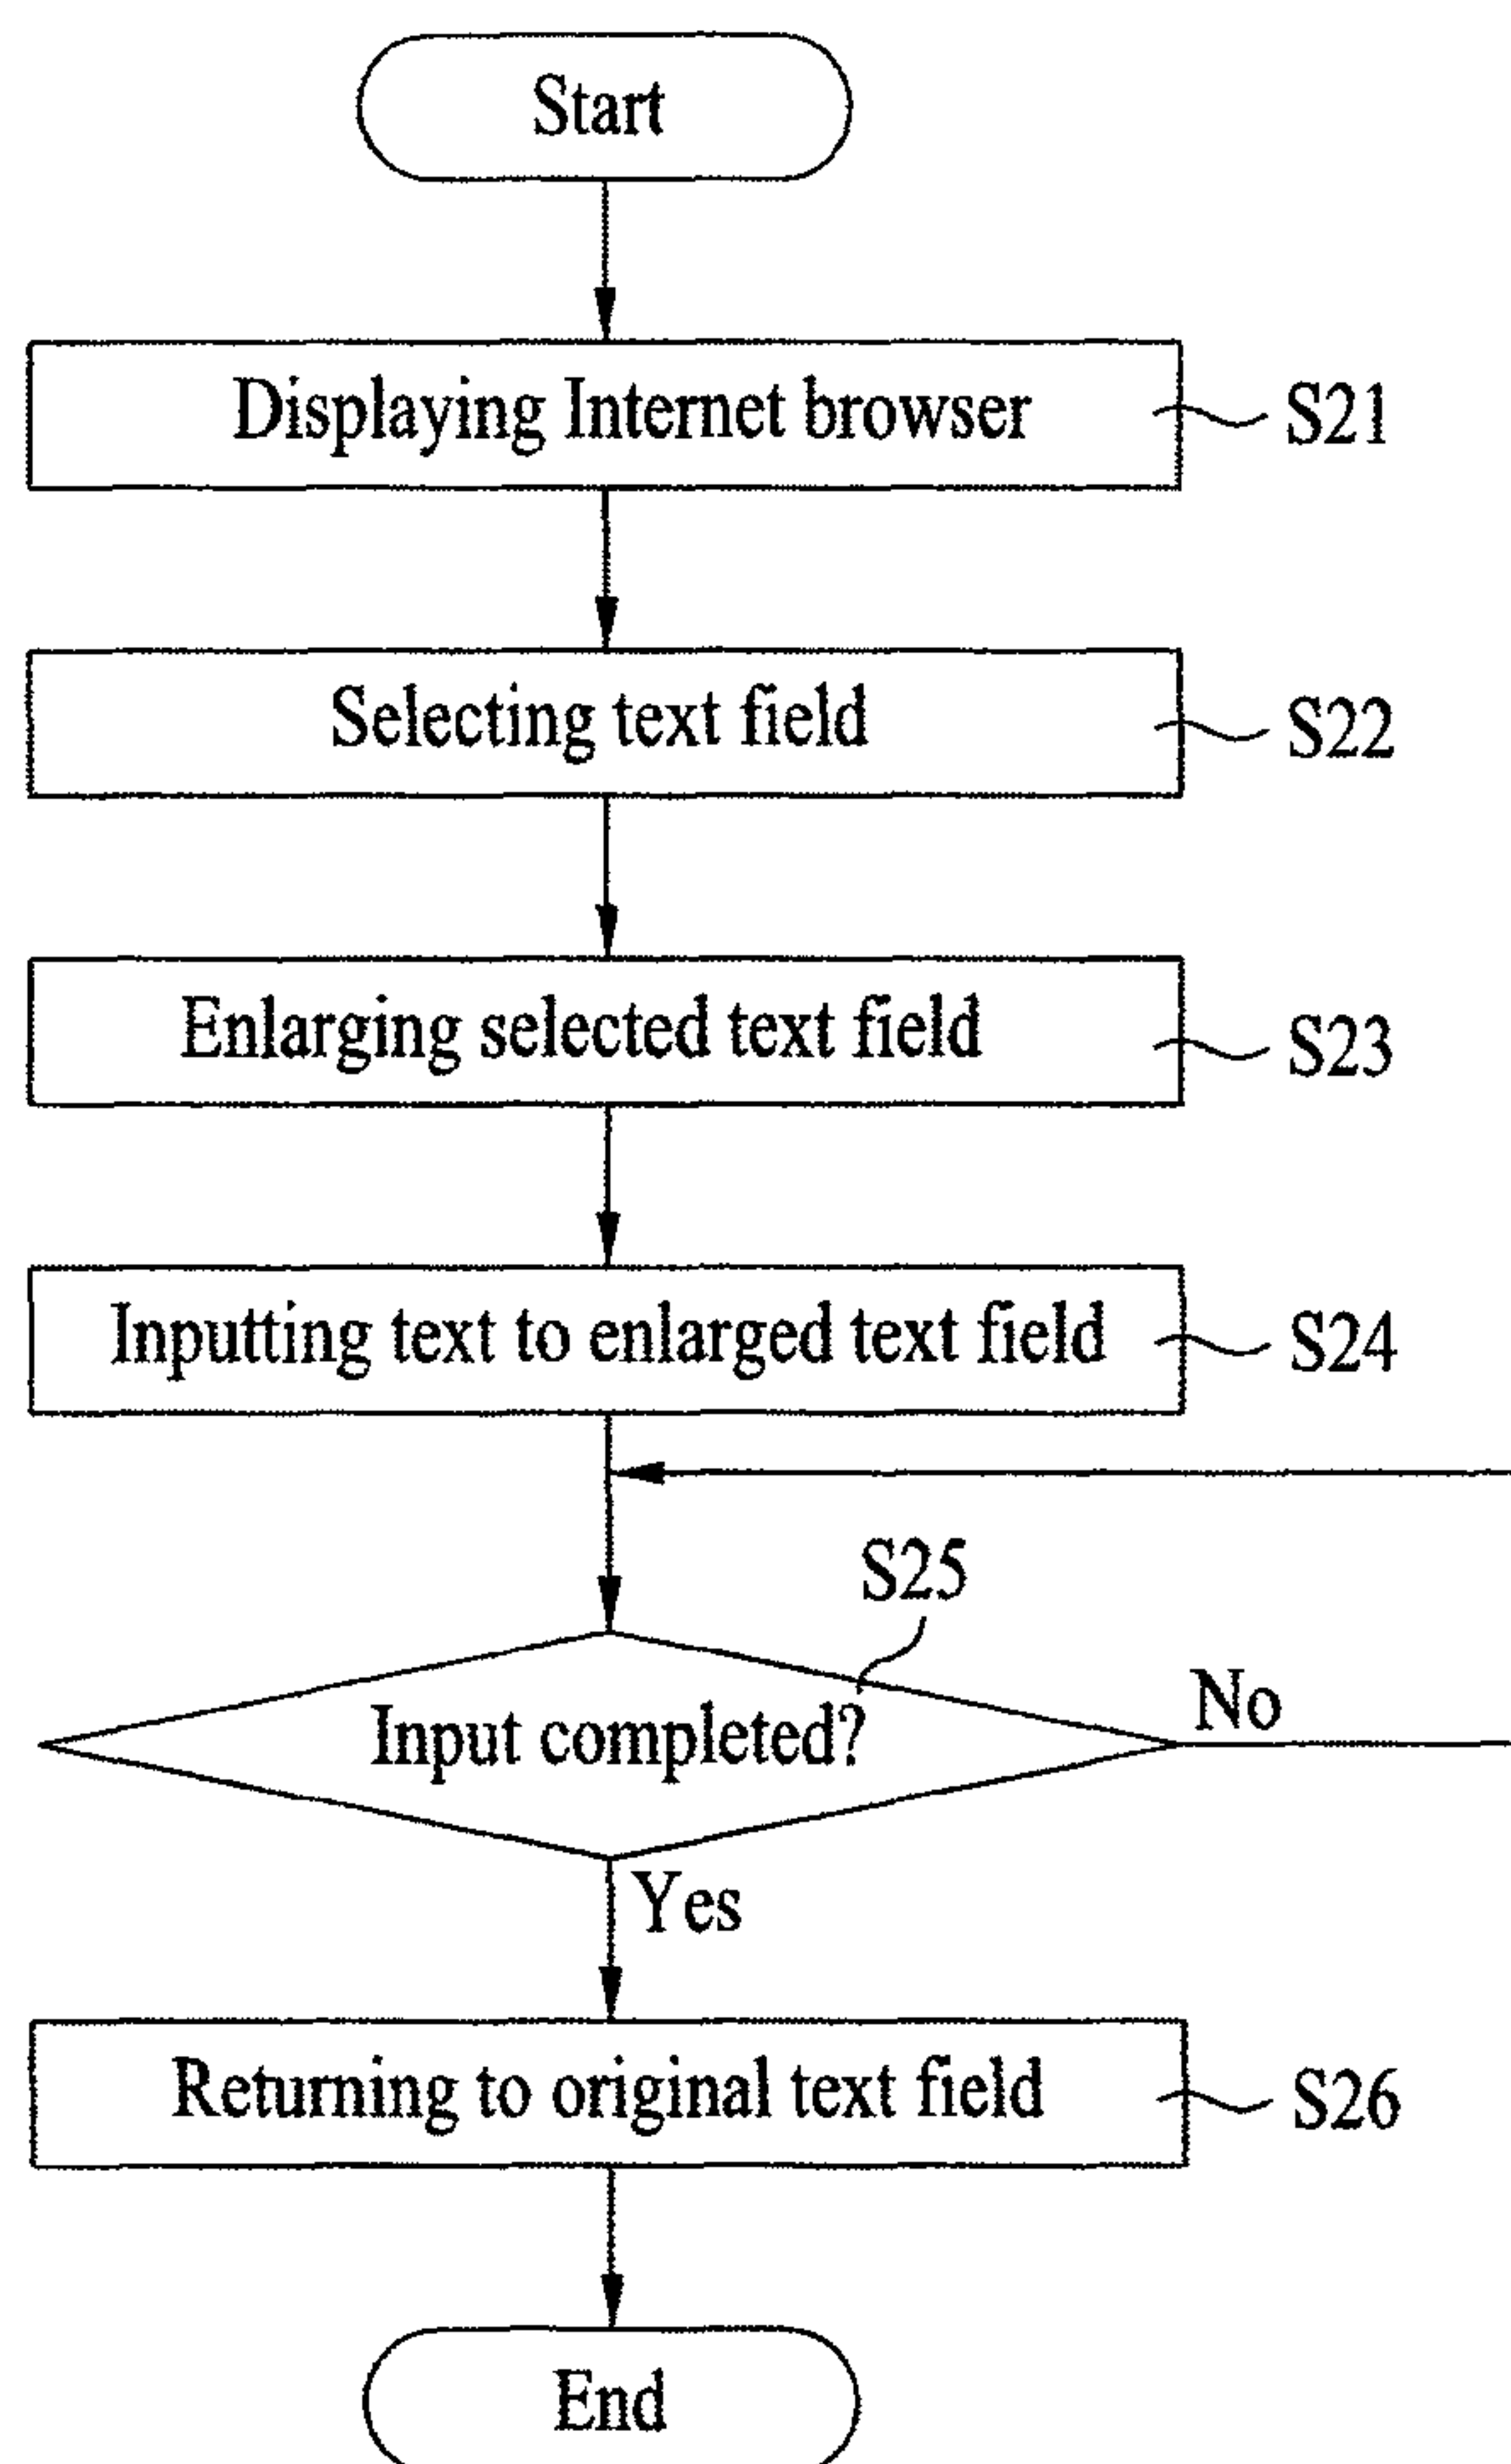 Start
Displaying Internet browser
S21
Selecting text field
S22
Enlarging selected text field
S23
Inputting text to enlarged text field
S24
S25
Input completed?
No
Yes
Returning to original text field
S26
End